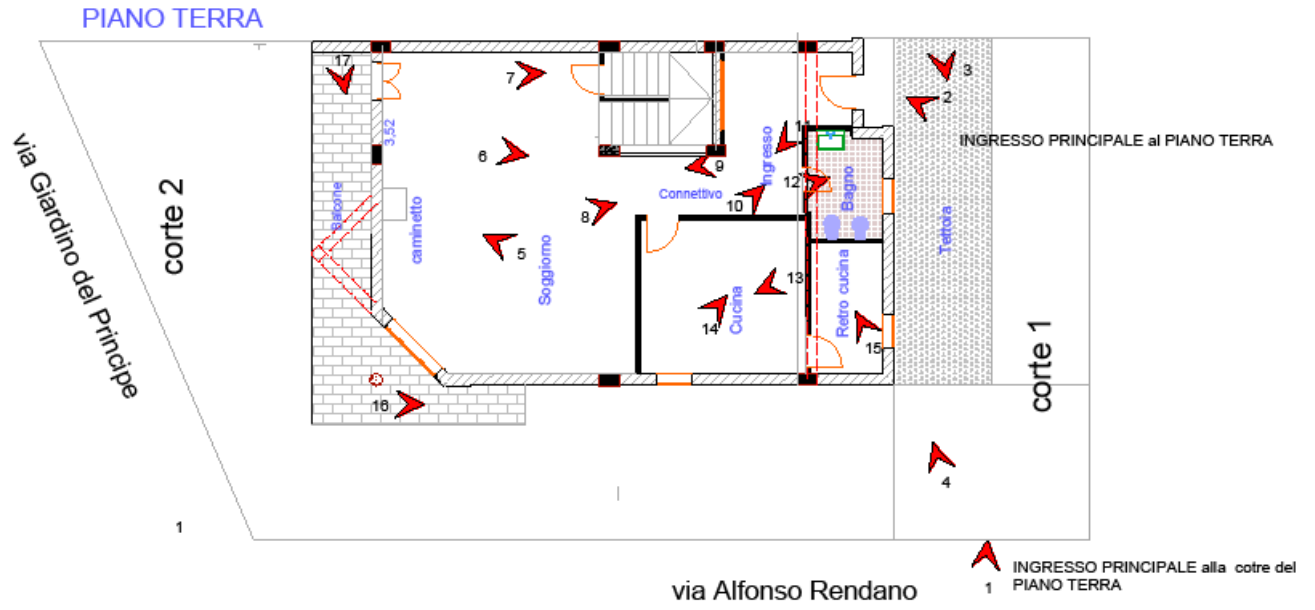 PIANO TERRA
17
7
3
2
INGRESSO PRINCIPALE al PIANO TERRA
via Giardino del Principe
corte 2
3,52
6
9
11
Ingresso
12
Bagno
Connettivo
10
Balcone
caminetto
8
5
Soggiorno
Tettora
13
14
Cucina
Retro cucina
15
corte 1
16
4
1
INGRESSO PRINCIPALE alla cotre del
1
PIANO TERRA
via Alfonso Rendano